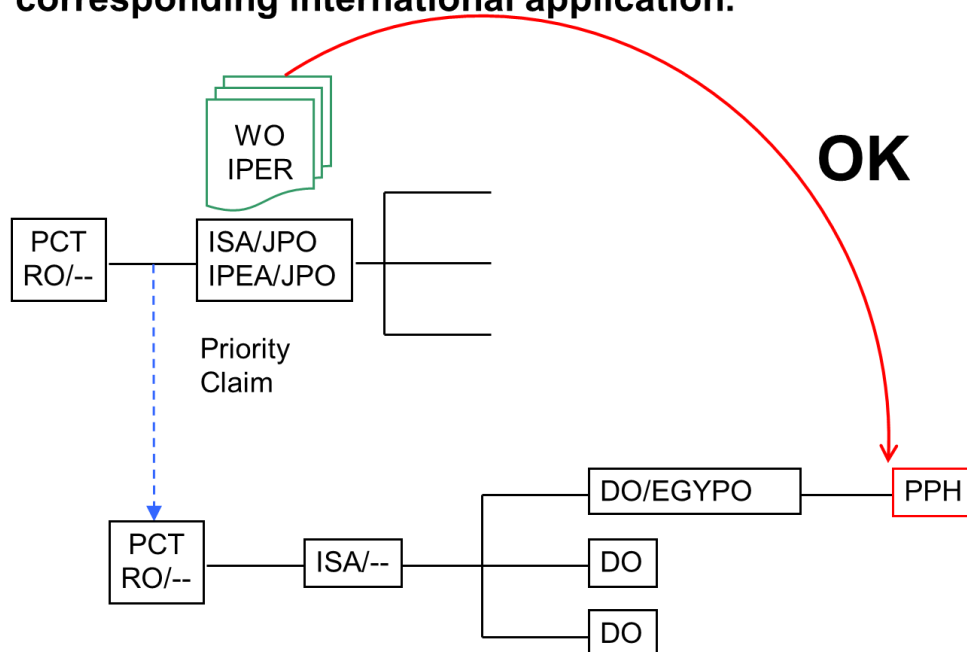 corresponding international application.
WO
IPER
OK
PCT
RO/--
ISA/JPO
IPEA/JPO
Priority
Claim
DO/EGYPO
PPH
PCT
RO/--
ISA/--
DO
DO